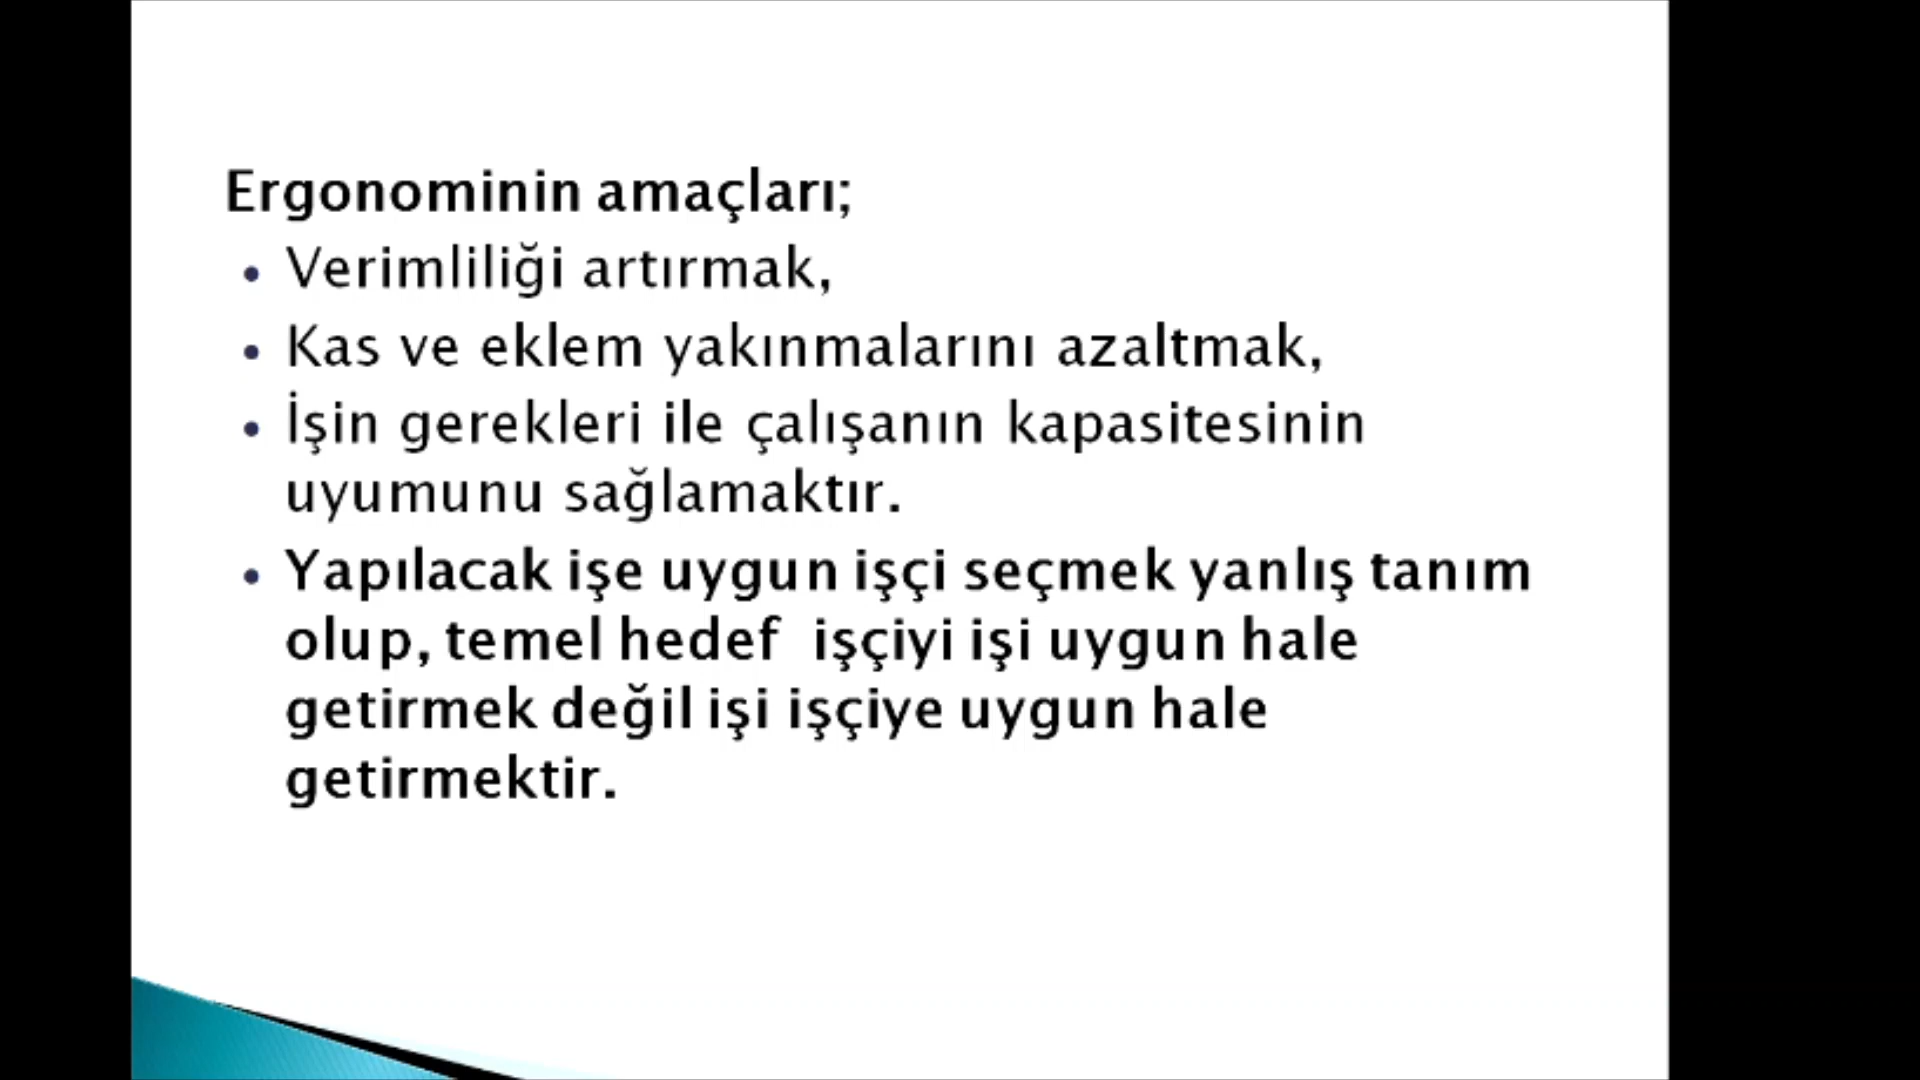 Ergonominin amaçları;
• Verimliliği artırmak,
• Kas ve eklem yakınmalarını azaltmak,
• İşin gerekleri ile çalışanın kapasitesinin
uyumunu sağlamaktır.
• Yapılacak işe uygun işçi seçmek yanlış tanım
olup, temel hedef işçiyi işi uygun hale
getirmek değil işi işçiye uygun hale
getirmektir.